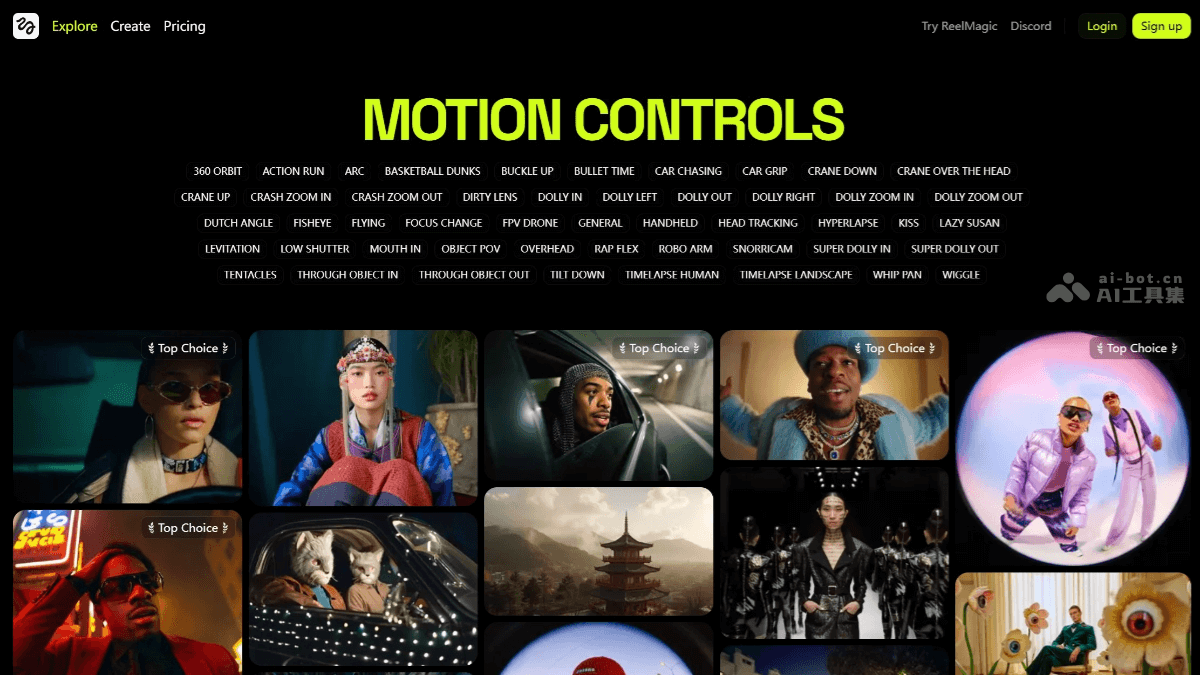 Explore Create Pricing Try ReelMagic Discord Login Sign up
MOTION CONTROLS
360 ORBIT ACTION RUN ARC BASKETBALL DUNKS BUCKLE UP BULLET TIME CAR CHASING CAR GRIP CRANE DOWN CRANE OVER THE HEAD
CRANE UP CRASH ZOOM IN CRASH ZOOM OUT DIRTY LENS DOLLY IN DOLLY LEFT DOLLY OUT DOLLY RIGHT DOLLY ZOOM IN DOLLY ZOOM OUT
DUTCH ANGLE FISHEYE FLYING FOCUS CHANGE FPV DRONE GENERAL HANDHELD HEAD TRACKING HYPERLAPSE KISS LAZY SUSAN
LEVITATION LOW SHUTTER MOUTH IN OBJECT POV OVERHEAD RAP FLEX ROBO ARM SNORRICAM SUPER DOLLY IN SUPER DOLLY OUT
TENTACLES THROUGH OBJECT IN THROUGH OBJECT OUT TILT DOWN TIMELAPSE HUMAN TIMELAPSE LANDSCAPE WHIP PAN WIGGLE
ai-bot.cn
AI工具集
Top Choice
Top Choice
Top Choice
Top Choice
Top Choice